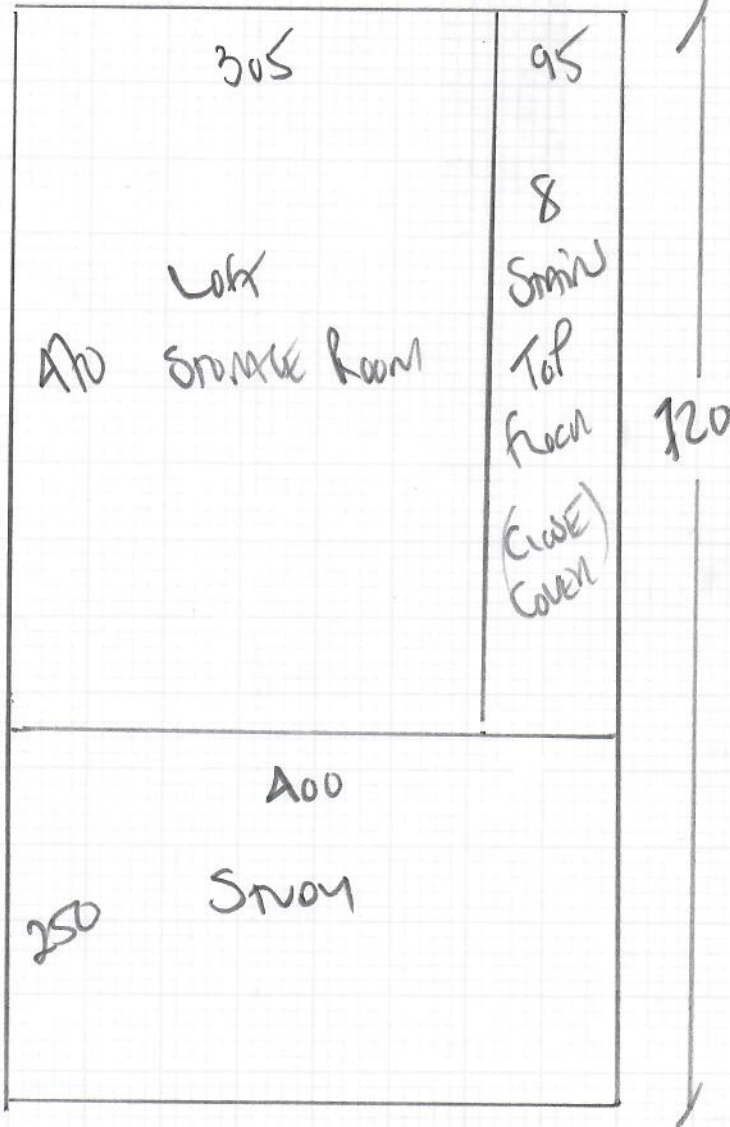 305
95
8
Loft
Storage Room
470
Stairs
Top
Floor
(Close)
Cover
720
400
Study
250